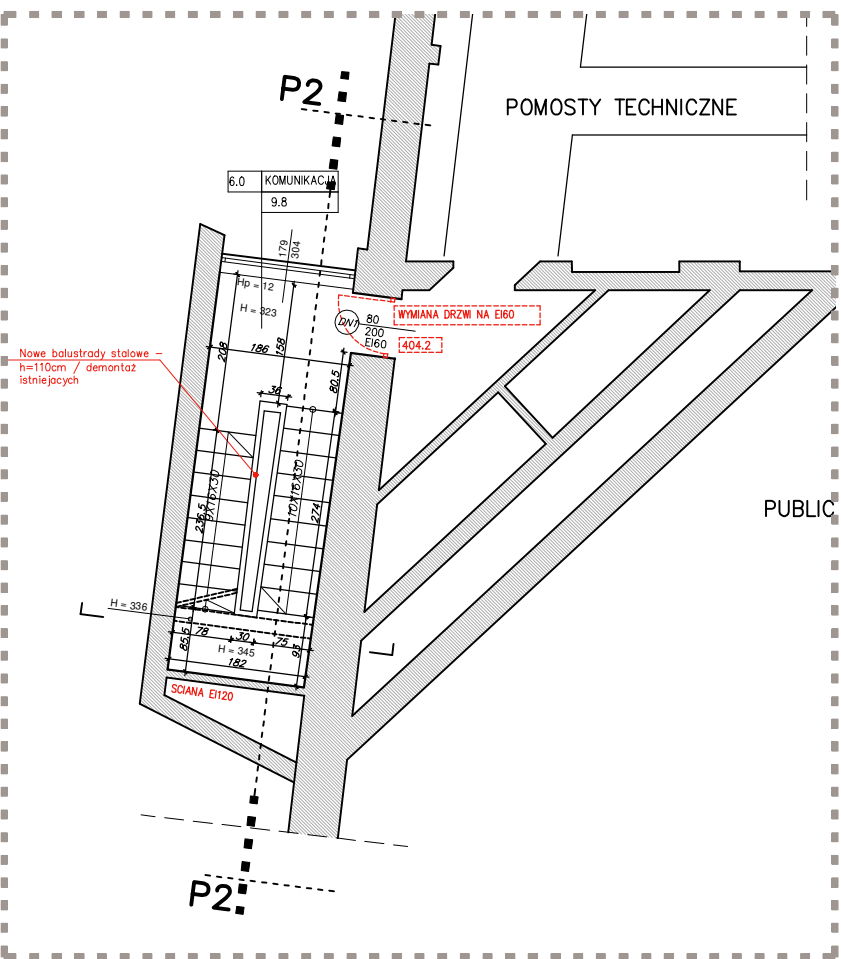 P2
POMOSTY TECHNICZNE
6.0 KOMUNIKACJA
9.8
179
304
Hp = 12
H = 323
WYMIANA DRZWI NA EI60
DN1
80
200
EI60
404.2
Nowe balustrady stalowe –
h=110cm / demontaż
istniejacych
208
186
158
80.5
36
9X16X30
236.5
10X16X30
274
PUBLIC
H = 336
78
30
75
85.5
93
H = 345
182
SCIANA EI120
P2